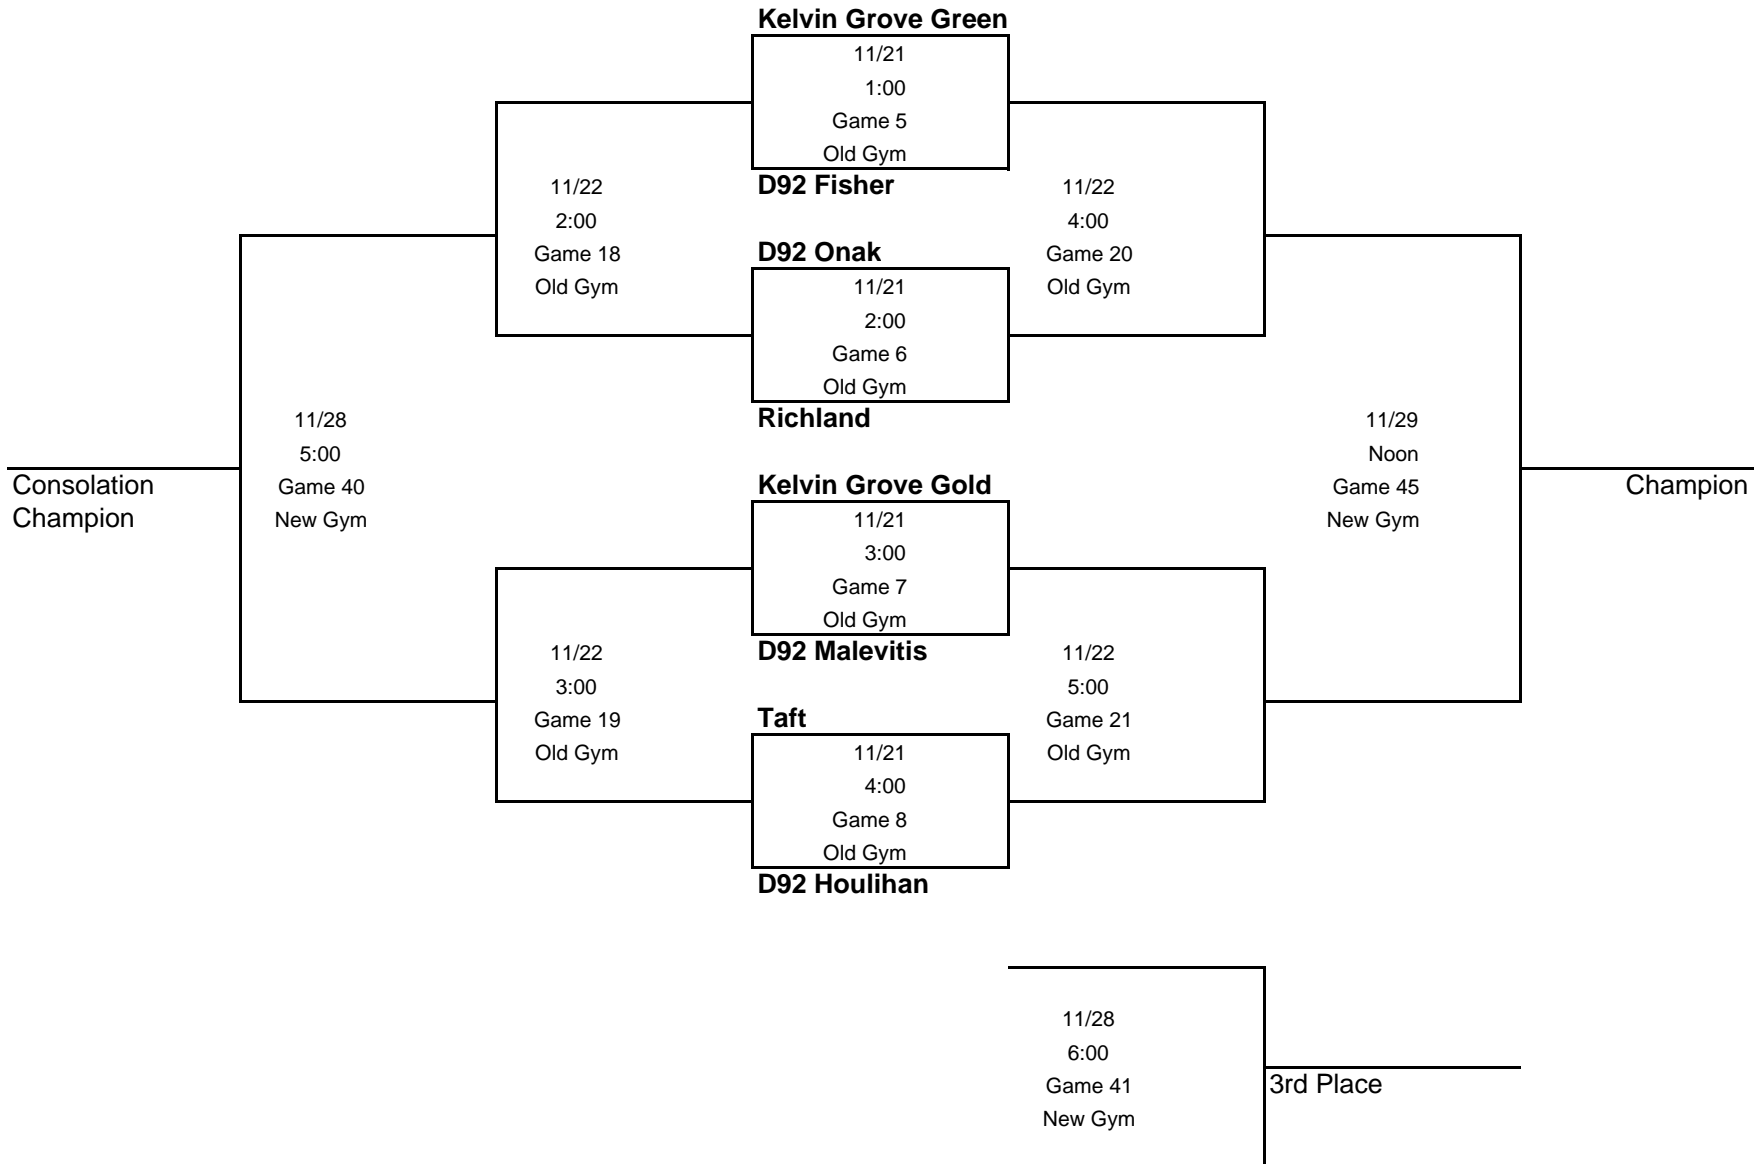 Kelvin Grove Green
11/21
1:00
Game 5
Old Gym
D92 Fisher
11/22
2:00
Game 18
Old Gym
11/22
4:00
Game 20
Old Gym
D92 Onak
11/21
2:00
Game 6
Old Gym
Richland
11/28
5:00
Game 40
New Gym
11/29
Noon
Game 45
New Gym
Consolation
Champion
Champion
Kelvin Grove Gold
11/21
3:00
Game 7
Old Gym
D92 Malevitis
11/22
3:00
Game 19
Old Gym
11/22
5:00
Game 21
Old Gym
Taft
11/21
4:00
Game 8
Old Gym
D92 Houlihan
11/28
6:00
Game 41
New Gym
3rd Place